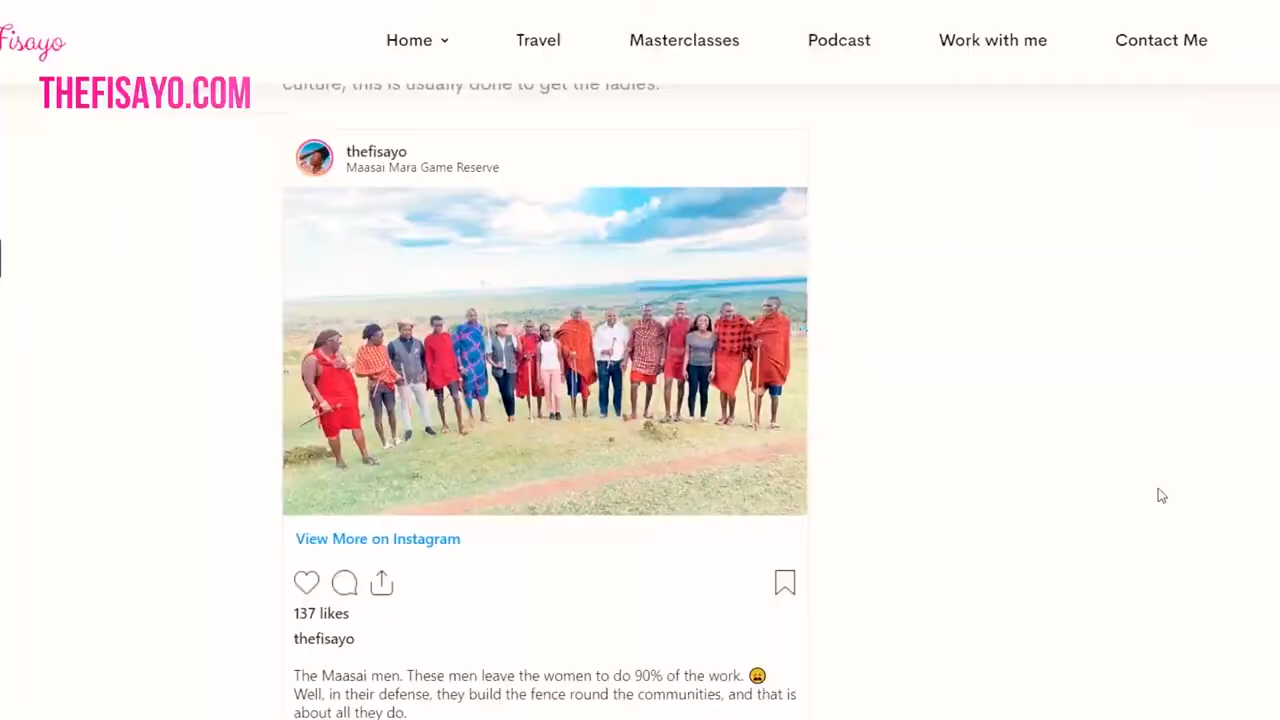 Fisayo
Home Travel Masterclasses Podcast Work with me Contact Me
THEFISAYO.COM
culture, this is usually done to get the ladies.
thefisayo
Maasai Mara Game Reserve
View More on Instagram
137 likes
thefisayo
The Maasai men. These men leave the women to do 90% of the work. 😩
Well, in their defense, they build the fence round the communities, and that is
about all they do.